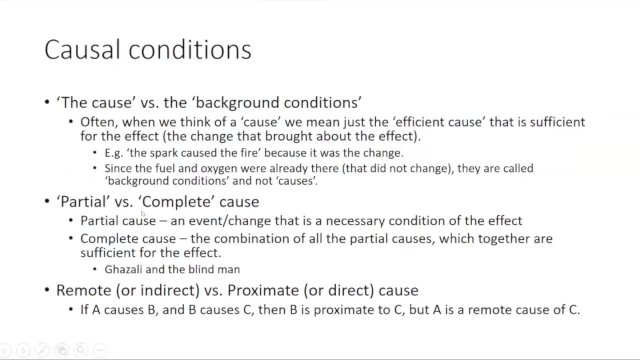 Causal conditions
• 'The cause' vs. the 'background conditions'
• Often, when we think of a 'cause' we mean just the 'efficient cause' that is sufficient
for the effect (the change that brought about the effect).
• E.g. 'the spark caused the fire' because it was the change.
• Since the fuel and oxygen were already there (that did not change), they are called
'background conditions' and not 'causes'.
• 'Partial' vs. 'Complete' cause
• Partial cause – an event/change that is a necessary condition of the effect
• Complete cause – the combination of all the partial causes, which together are
sufficient for the effect.
• Ghazali and the blind man
• Remote (or indirect) vs. Proximate (or direct) cause
• If A causes B, and B causes C, then B is proximate to C, but A is a remote cause of C.